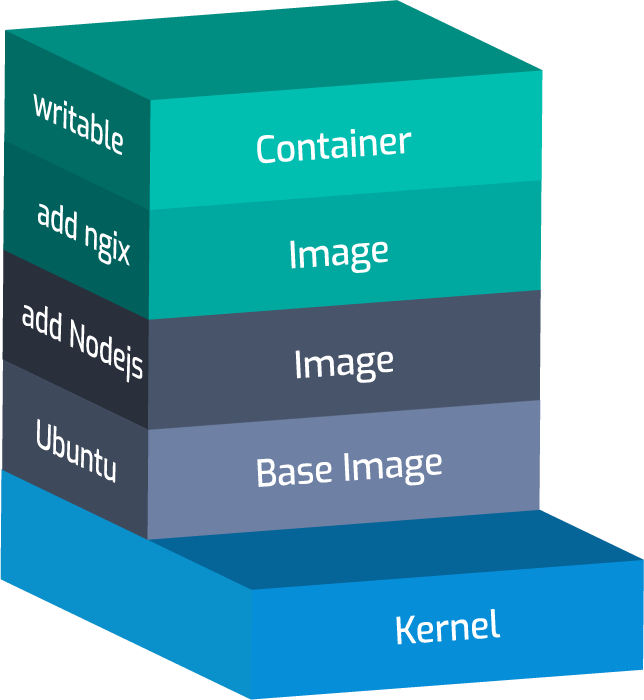 writable
Container
add ngix
Image
add Nodejs
Image
Ubuntu
Base Image
Kernel